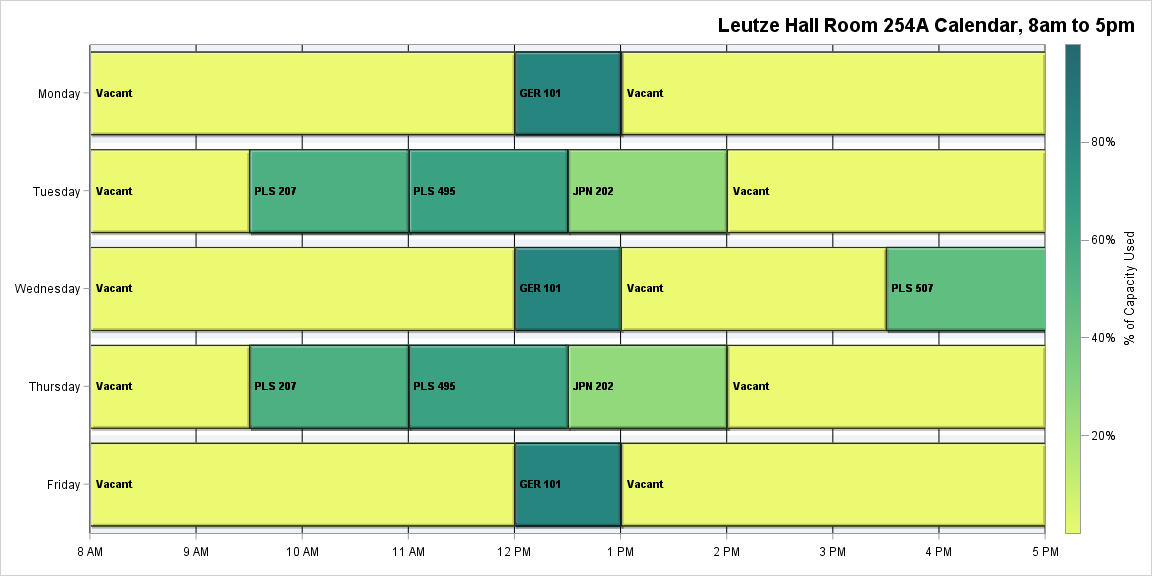 Leutze Hall Room 254A Calendar, 8am to 5pm
Monday
Vacant
GER 101
Vacant
Tuesday
Vacant
PLS 207
PLS 495
JPN 202
Vacant
Wednesday
Vacant
GER 101
Vacant
PLS 507
Thursday
Vacant
PLS 207
PLS 495
JPN 202
Vacant
Friday
Vacant
GER 101
Vacant
8 AM
9 AM
10 AM
11 AM
12 PM
1 PM
2 PM
3 PM
4 PM
5 PM
80%
60%
40%
20%
% of Capacity Used